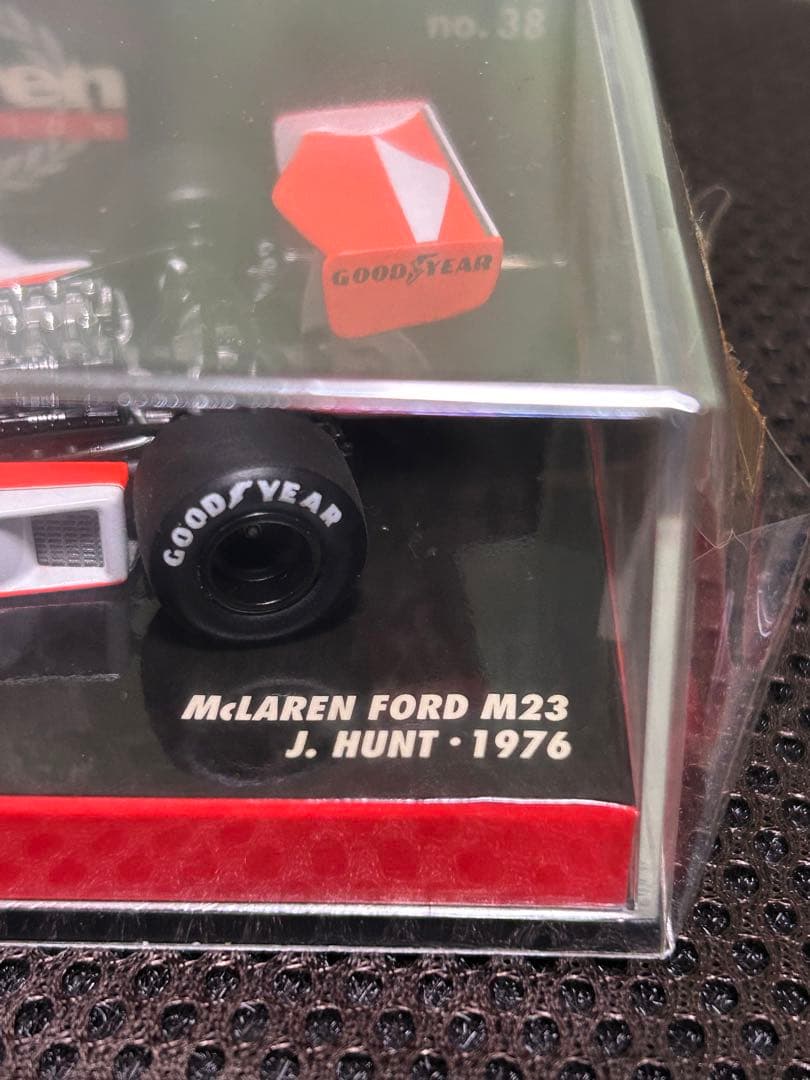 no. 38
GOODYEAR
GOODYEAR
McLAREN FORD M23
J. HUNT · 1976